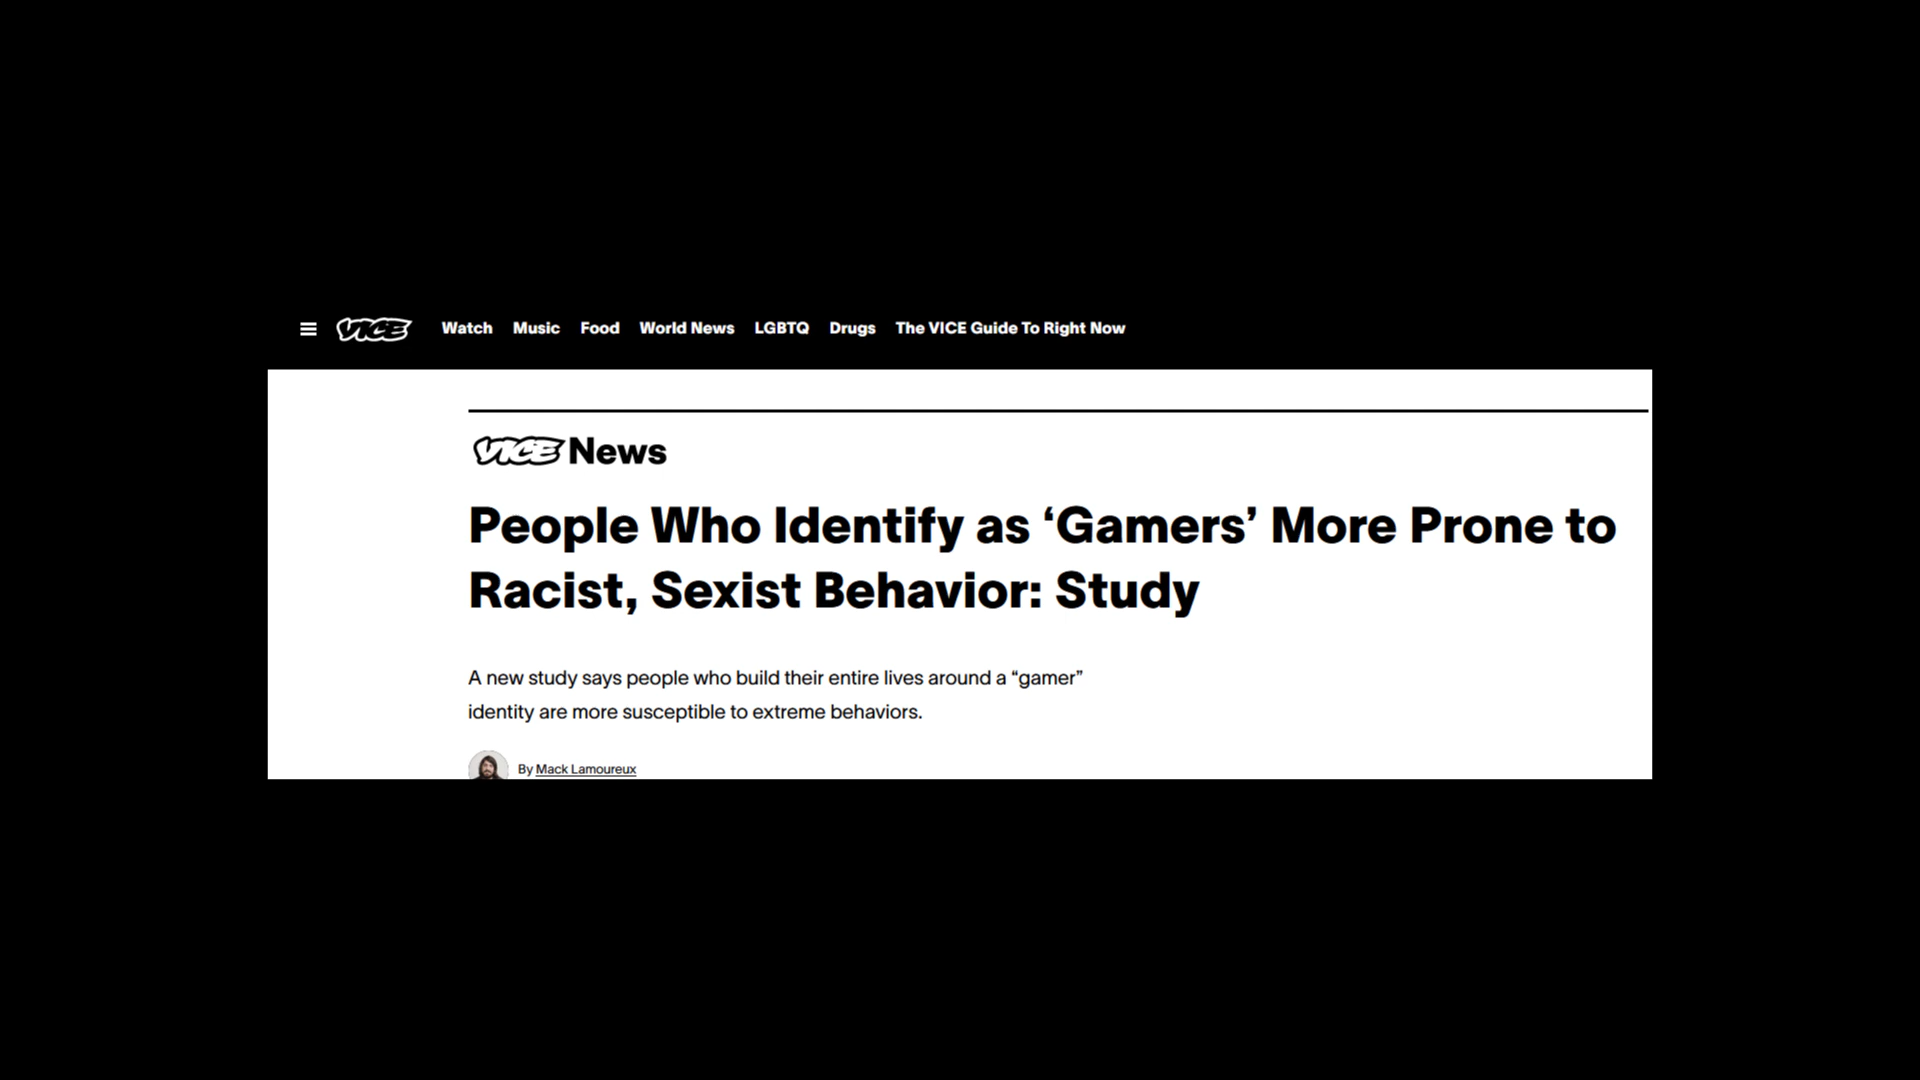 VICE Watch Music Food World News LGBTQ Drugs The VICE Guide To Right Now
VICE News
People Who Identify as ‘Gamers’ More Prone to
Racist, Sexist Behavior: Study
A new study says people who build their entire lives around a “gamer”
identity are more susceptible to extreme behaviors.
By Mack Lamoureux